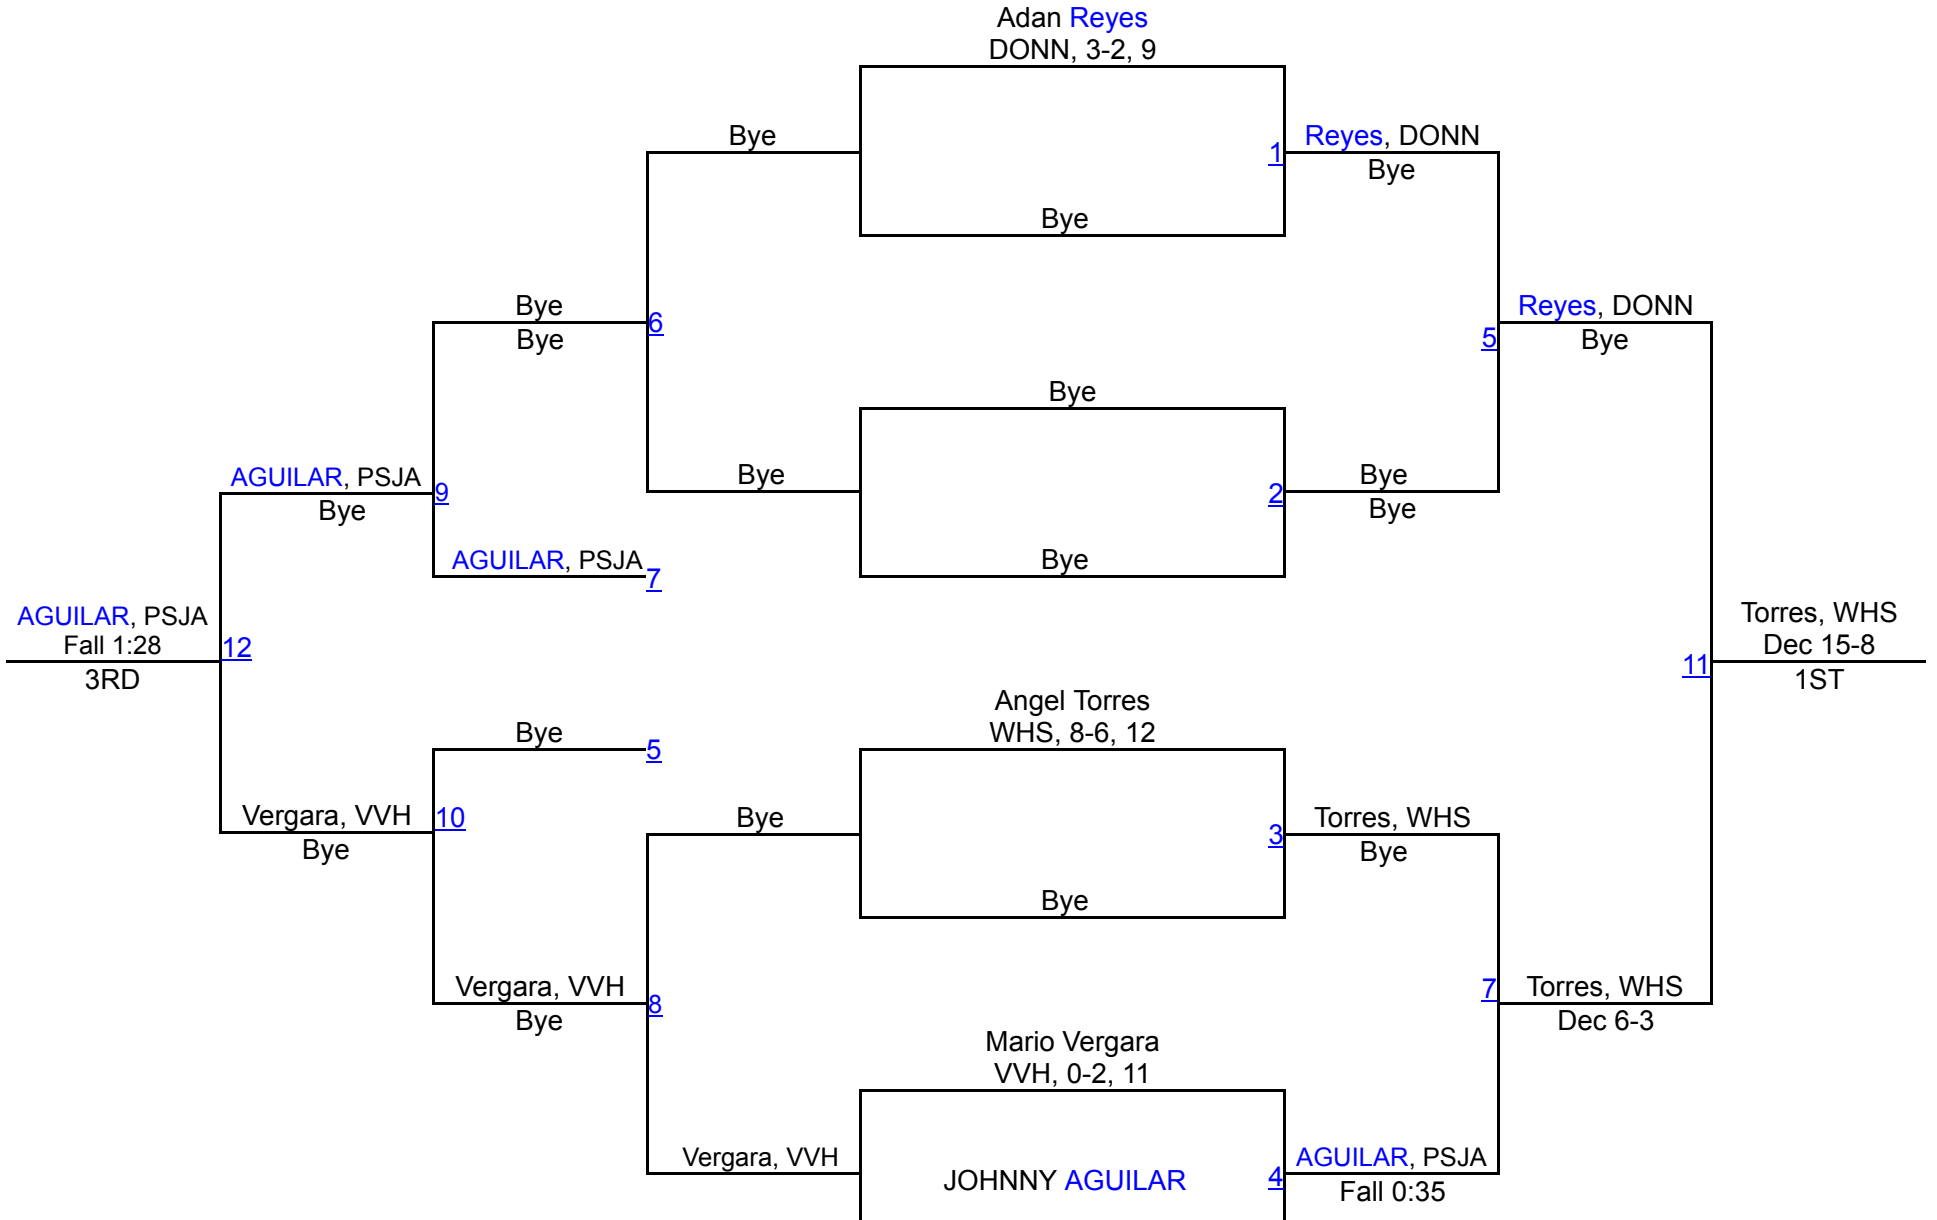 Adan Reyes
DONN, 3-2, 9
Bye
1
Reyes, DONN
Bye
Bye
Bye
Bye
6
Reyes, DONN
5
Bye
Bye
AGUILAR, PSJA
9
Bye
Bye
2
Bye
Bye
Bye
AGUILAR, PSJA
7
AGUILAR, PSJA
Fall 1:28
12
3RD
Torres, WHS
Dec 15-8
11
1ST
Angel Torres
WHS, 8-6, 12
Bye
5
Vergara, VVH
10
Bye
Bye
3
Torres, WHS
Bye
Bye
Vergara, VVH
8
Bye
7
Torres, WHS
Dec 6-3
Mario Vergara
VVH, 0-2, 11
Vergara, VVH
JOHNNY AGUILAR
4
AGUILAR, PSJA
Fall 0:35